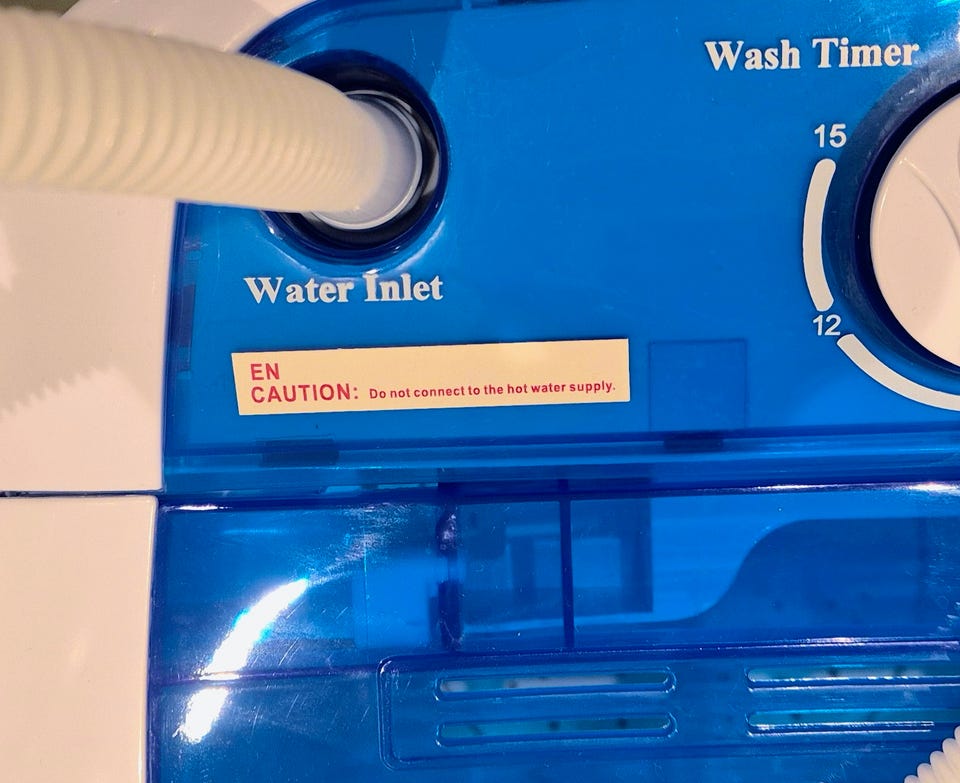 Wash Timer
15
12
Water Inlet
EN
CAUTION: Do not connect to the hot water supply.